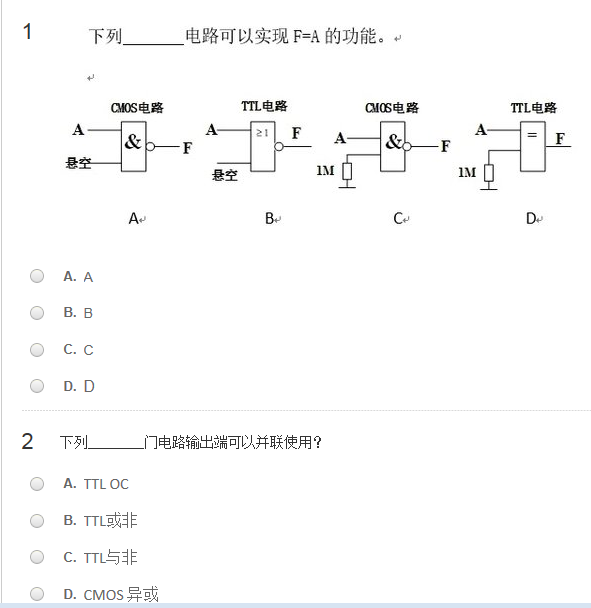 1 下列______电路可以实现 F=A 的功能。↵
↵
CMOS电路 TTL电路 CMOS电路 TTL电路
A & F 悬空 A ≥1 F 悬空 A & F 1M A = F 1M
A↵ B↵ C↵ D↵
A. A
B. B
C. C
D. D
2 下列_______门电路输出端可以并联使用？
A. TTL OC
B. TTL或非
C. TTL与非
D. CMOS 异或